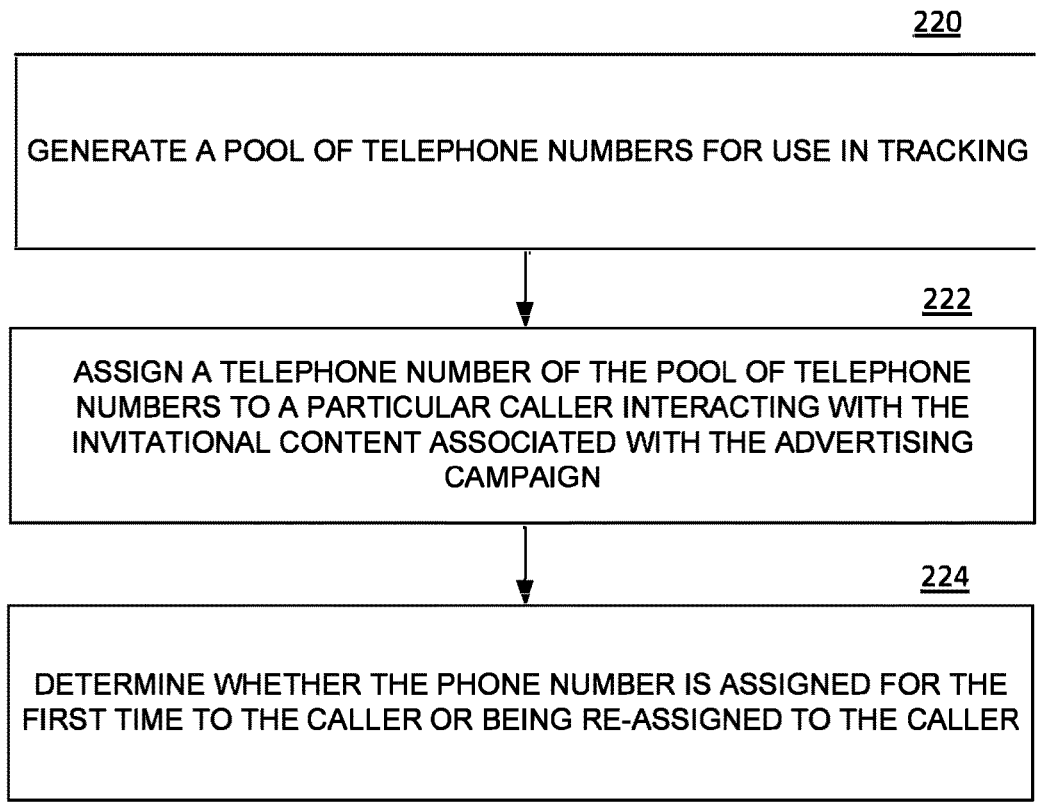 220
GENERATE A POOL OF TELEPHONE NUMBERS FOR USE IN TRACKING
222
ASSIGN A TELEPHONE NUMBER OF THE POOL OF TELEPHONE
NUMBERS TO A PARTICULAR CALLER INTERACTING WITH THE
INVITATIONAL CONTENT ASSOCIATED WITH THE ADVERTISING
CAMPAIGN
224
DETERMINE WHETHER THE PHONE NUMBER IS ASSIGNED FOR THE
FIRST TIME TO THE CALLER OR BEING RE-ASSIGNED TO THE CALLER